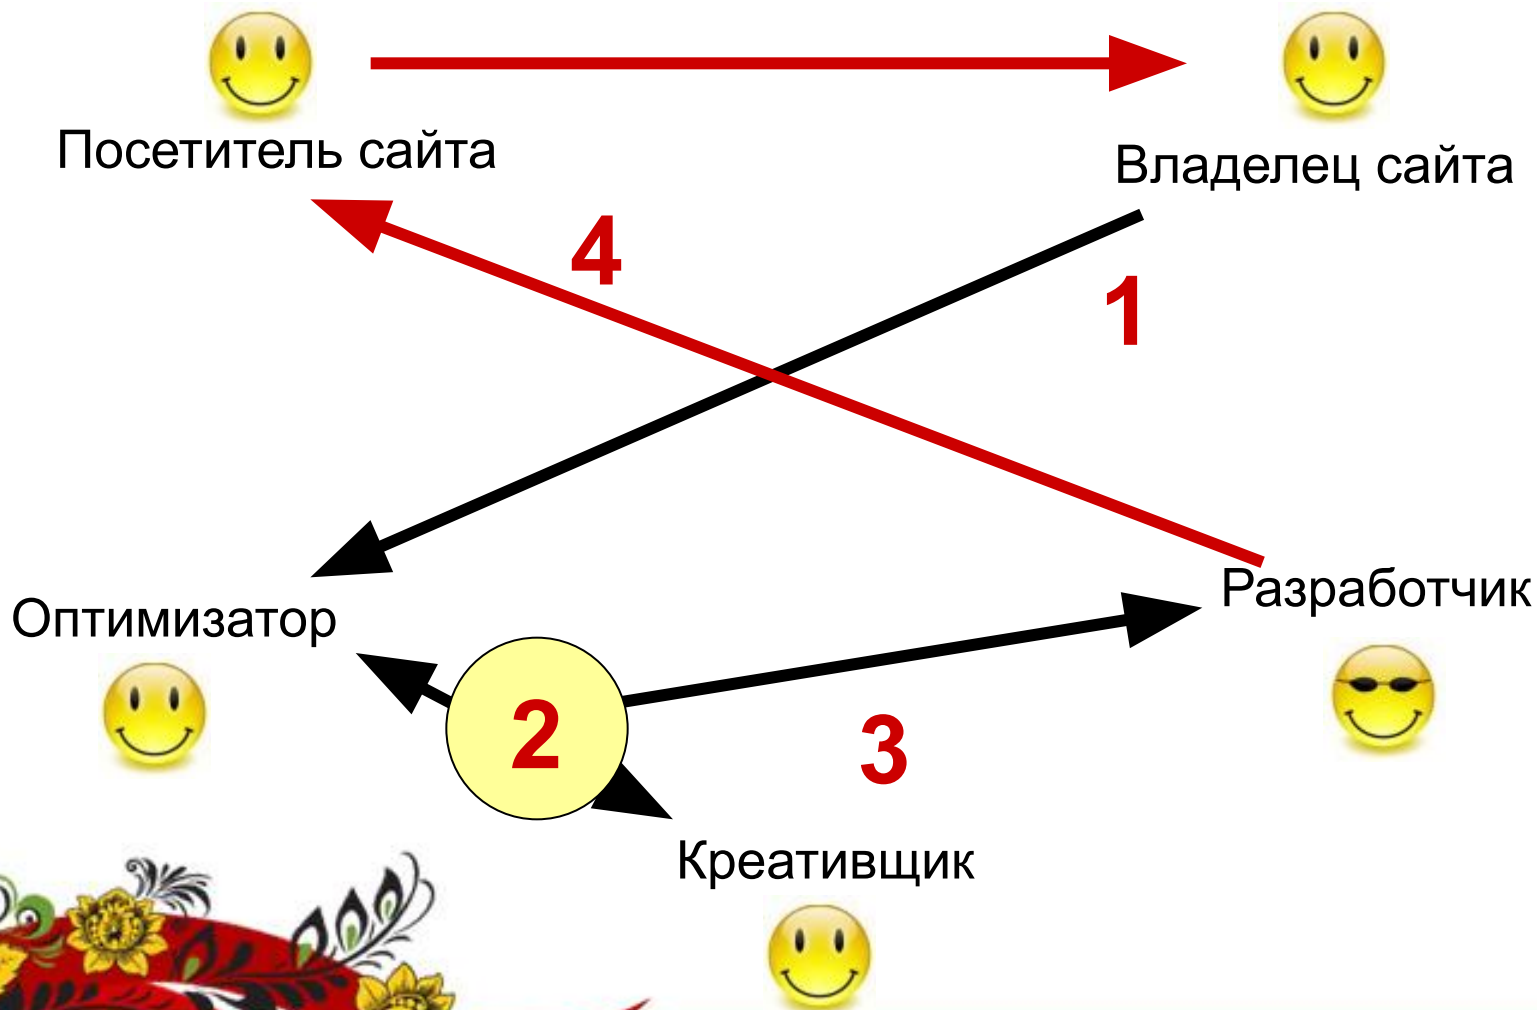 Посетитель сайта
Владелец сайта
4
1
Оптимизатор
Разработчик
2
3
Креативщик